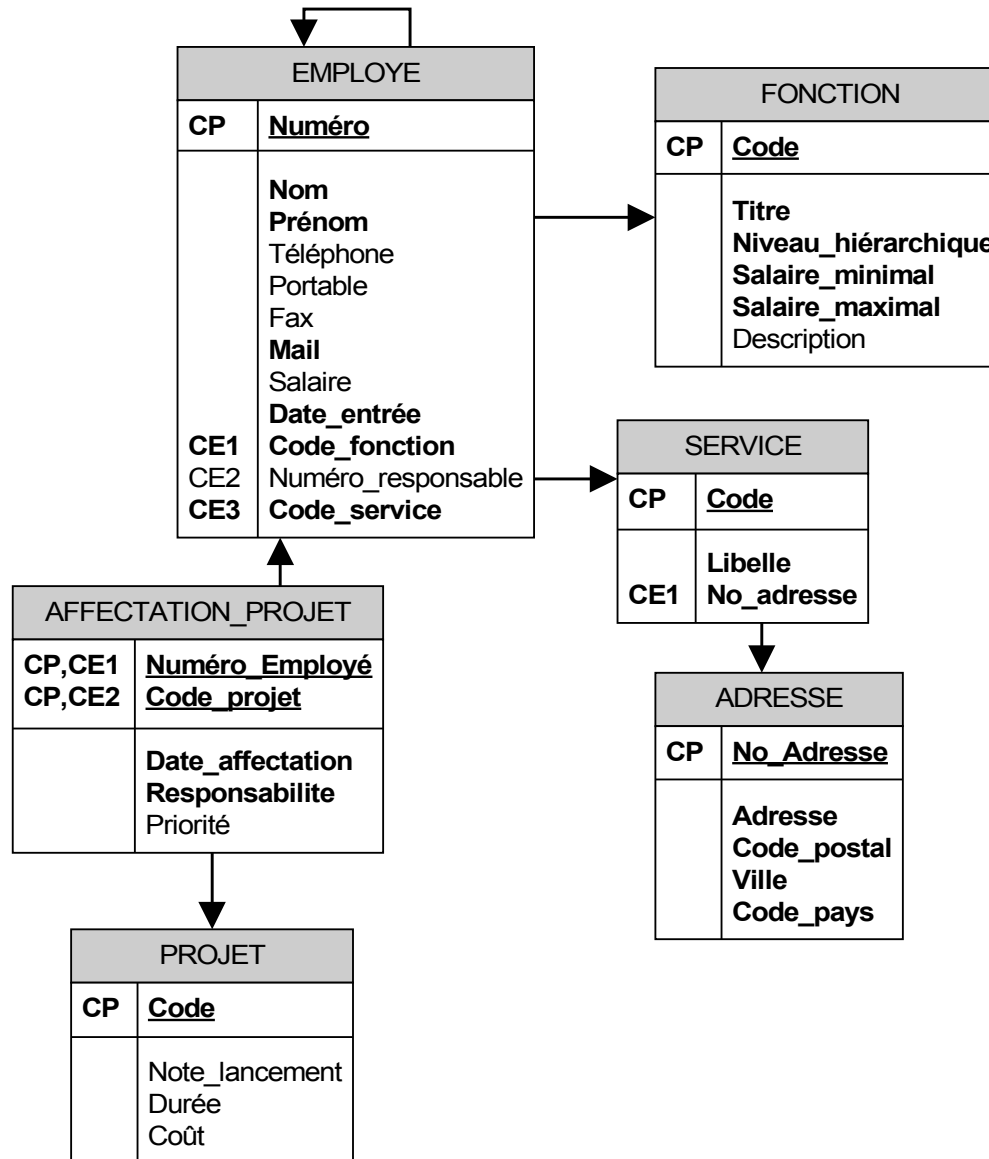 EMPLOYE
CP Numéro
Nom
Prénom
Téléphone
Portable
Fax
Mail
Salaire
Date_entrée
CE1 Code_fonction
CE2 Numéro_responsable
CE3 Code_service
FONCTION
CP Code
Titre
Niveau_hiérarchique
Salaire_minimal
Salaire_maximal
Description
SERVICE
CP Code
Libelle
CE1 No_adresse
AFFECTATION_PROJET
CP,CE1 Numéro_Employé
CP,CE2 Code_projet
Date_affectation
Responsabilite
Priorité
ADRESSE
CP No_Adresse
Adresse
Code_postal
Ville
Code_pays
PROJET
CP Code
Note_lancement
Durée
Coût